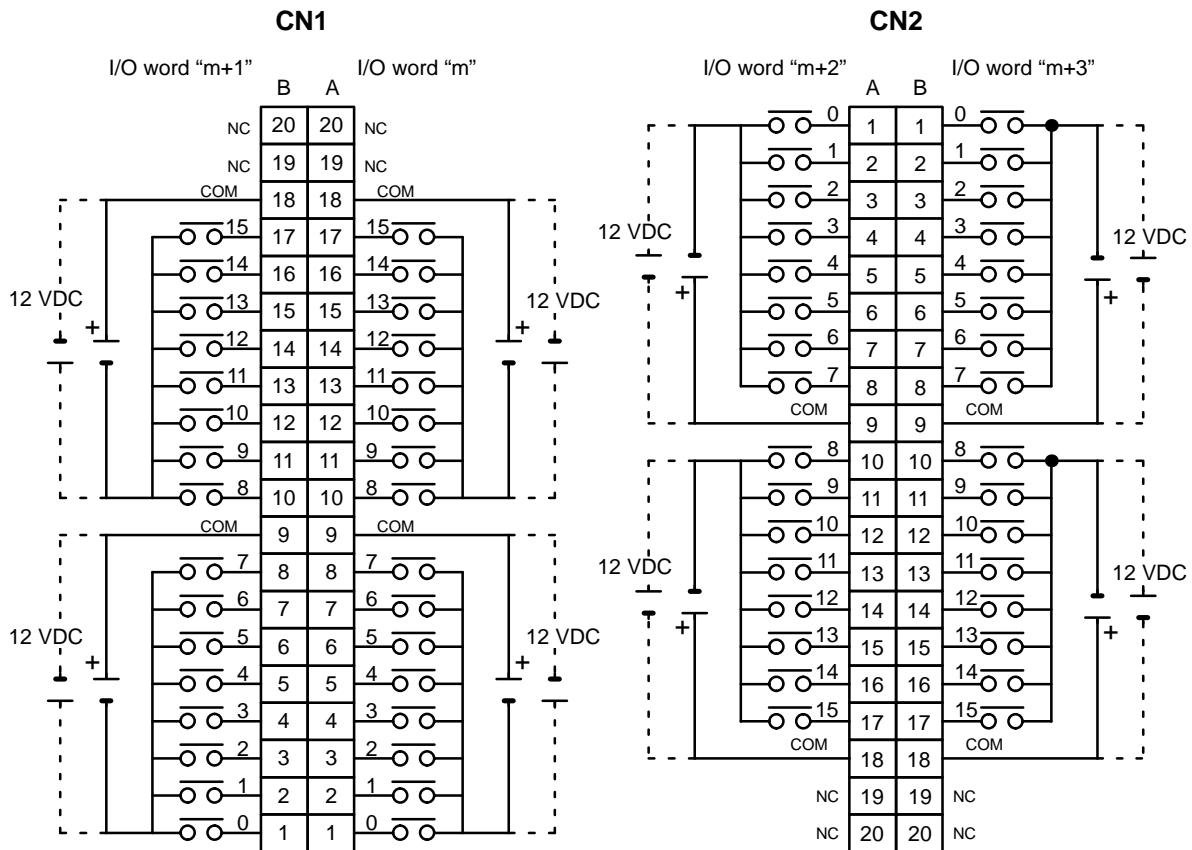 CN1
I/O word “m+1” I/O word “m”
B A
NC 20 20 NC
NC 19 19 NC
COM 18 18 COM
15 17 17 15
14 16 16 14
13 15 15 13
12 VDC 12 VDC
+ 12 14 14 12 +
11 13 13 11
10 12 12 10
9 11 11 9
8 10 10 8
COM 9 9 COM
7 8 8 7
6 7 7 6
12 VDC 5 6 6 5 12 VDC
+ 4 5 5 4 +
3 4 4 3
2 3 3 2
1 2 2 1
0 1 1 0
CN2
I/O word “m+2” I/O word “m+3”
A B
0 1 1 0
1 2 2 1
2 3 3 2
12 VDC 3 4 4 3 12 VDC
4 5 5 4
+ 5 6 6 5 +
6 7 7 6
7 8 8 7
COM 9 9 COM
8 10 10 8
9 11 11 9
10 12 12 10
12 VDC 11 13 13 11 12 VDC
12 14 14 12
+ 13 15 15 13 +
14 16 16 14
15 17 17 15
COM 18 18 COM
NC 19 19 NC
NC 20 20 NC